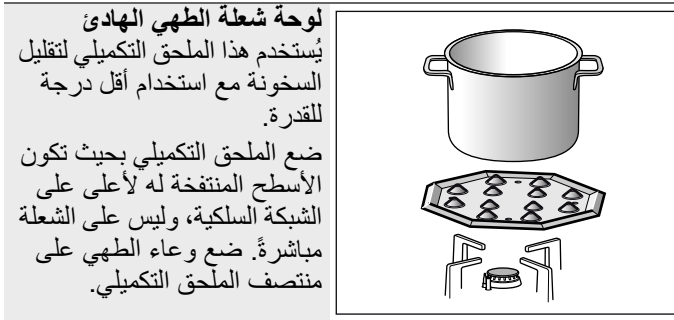 لوحة شعلة الطهي الهادئ
يُستخدم هذا الملحق التكميلي لتقليل
السخونة مع استخدام أقل درجة
للقدرة.
ضع الملحق التكميلي بحيث تكون
الأسطح المنتفخة له لأعلى على
الشبكة السلكية، وليس على الشعلة
مباشرةً. ضع وعاء الطهي على
منتصف الملحق التكميلي.